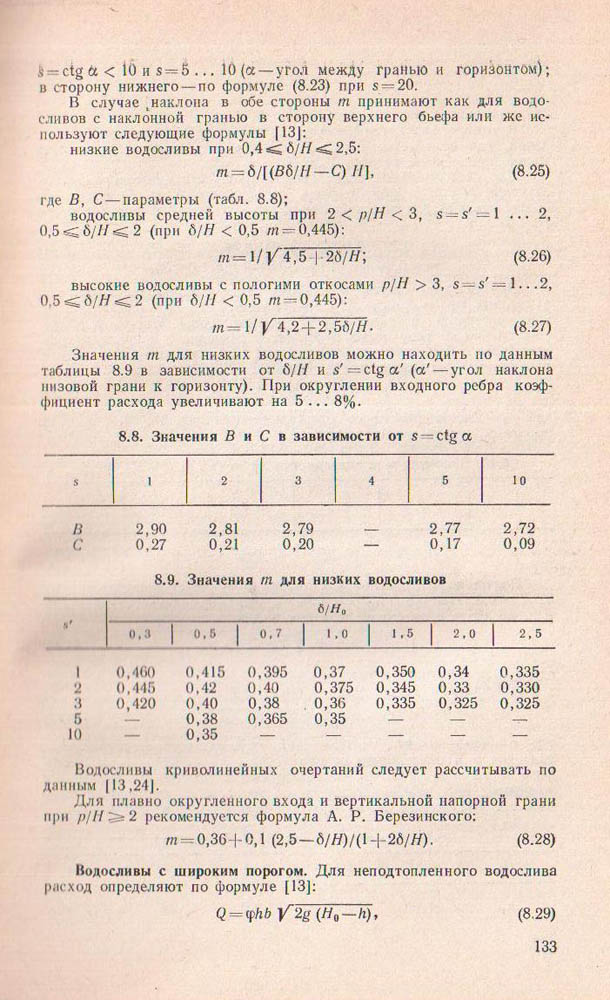 s=ctg α < 10 и s=5 ... 10 (α—угол между гранью и горизонтом);
в сторону нижнего—по формуле (8.23) при s=20.
В случае наклона в обе стороны m принимают как для водо-
сливов с наклонной гранью в сторону верхнего бьефа или же ис-
пользуют следующие формулы [13]:
низкие водосливы при 0,4⩽δ/H⩽2,5:
m=δ/[(Bδ/H—C) H], (8.25)
где B, C—параметры (табл. 8.8);
водосливы средней высоты при 2 < p/H < 3, s=s′=1 ... 2,
0,5⩽δ/H⩽2 (при δ/H < 0,5 m=0,445):
m=1/√4,5+2δ/H; (8.26)
высокие водосливы с пологими откосами p/H > 3, s=s′=1...2,
0,5⩽δ/H⩽2 (при δ/H < 0,5 m=0,445):
m=1/√4,2+2,5δ/H. (8.27)
Значения m для низких водосливов можно находить по данным
таблицы 8.9 в зависимости от δ/H и s′=ctg α′ (α′—угол наклона
низовой грани к горизонту). При округлении входного ребра коэф-
фициент расхода увеличивают на 5 ... 8%.
8.8. Значения B и C в зависимости от s=ctg α
s 1 2 3 4 5 10
B 2,90 2,81 2,79 — 2,77 2,72
C 0,27 0,21 0,20 — 0,17 0,09
8.9. Значения m для низких водосливов
s′ δ/H₀
0,3 0,5 0,7 1,0 1,5 2,0 2,5
1 0,460 0,415 0,395 0,37 0,350 0,34 0,335
2 0,445 0,42 0,40 0,375 0,345 0,33 0,330
3 0,420 0,40 0,38 0,36 0,335 0,325 0,325
5 — 0,38 0,365 0,35 — — —
10 — 0,35 — — — — —
Водосливы криволинейных очертаний следует рассчитывать по
данным [13,24].
Для плавно округленного входа и вертикальной напорной грани
при p/H⩾2 рекомендуется формула А. Р. Березинского:
m=0,36+0,1 (2,5—δ/H)/(1+2δ/H). (8.28)
Водосливы с широким порогом. Для неподтопленного водослива
расход определяют по формуле [13]:
Q=φhb √2g (H₀—h), (8.29)
133